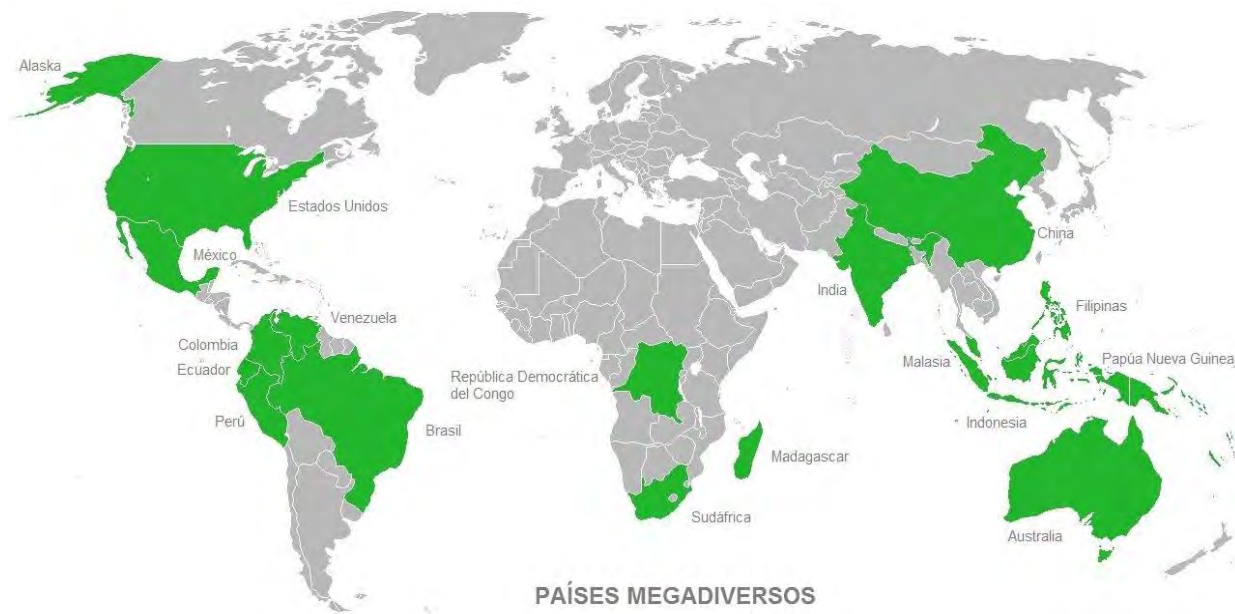 Alaska
Estados Unidos
México
Venezuela
Colombia
Ecuador
Perú
Brasil
República Democrática
del Congo
Madagascar
Sudáfrica
China
India
Filipinas
Malasia
Papúa Nueva Guinea
Indonesia
Australia
PAÍSES MEGADIVERSOS